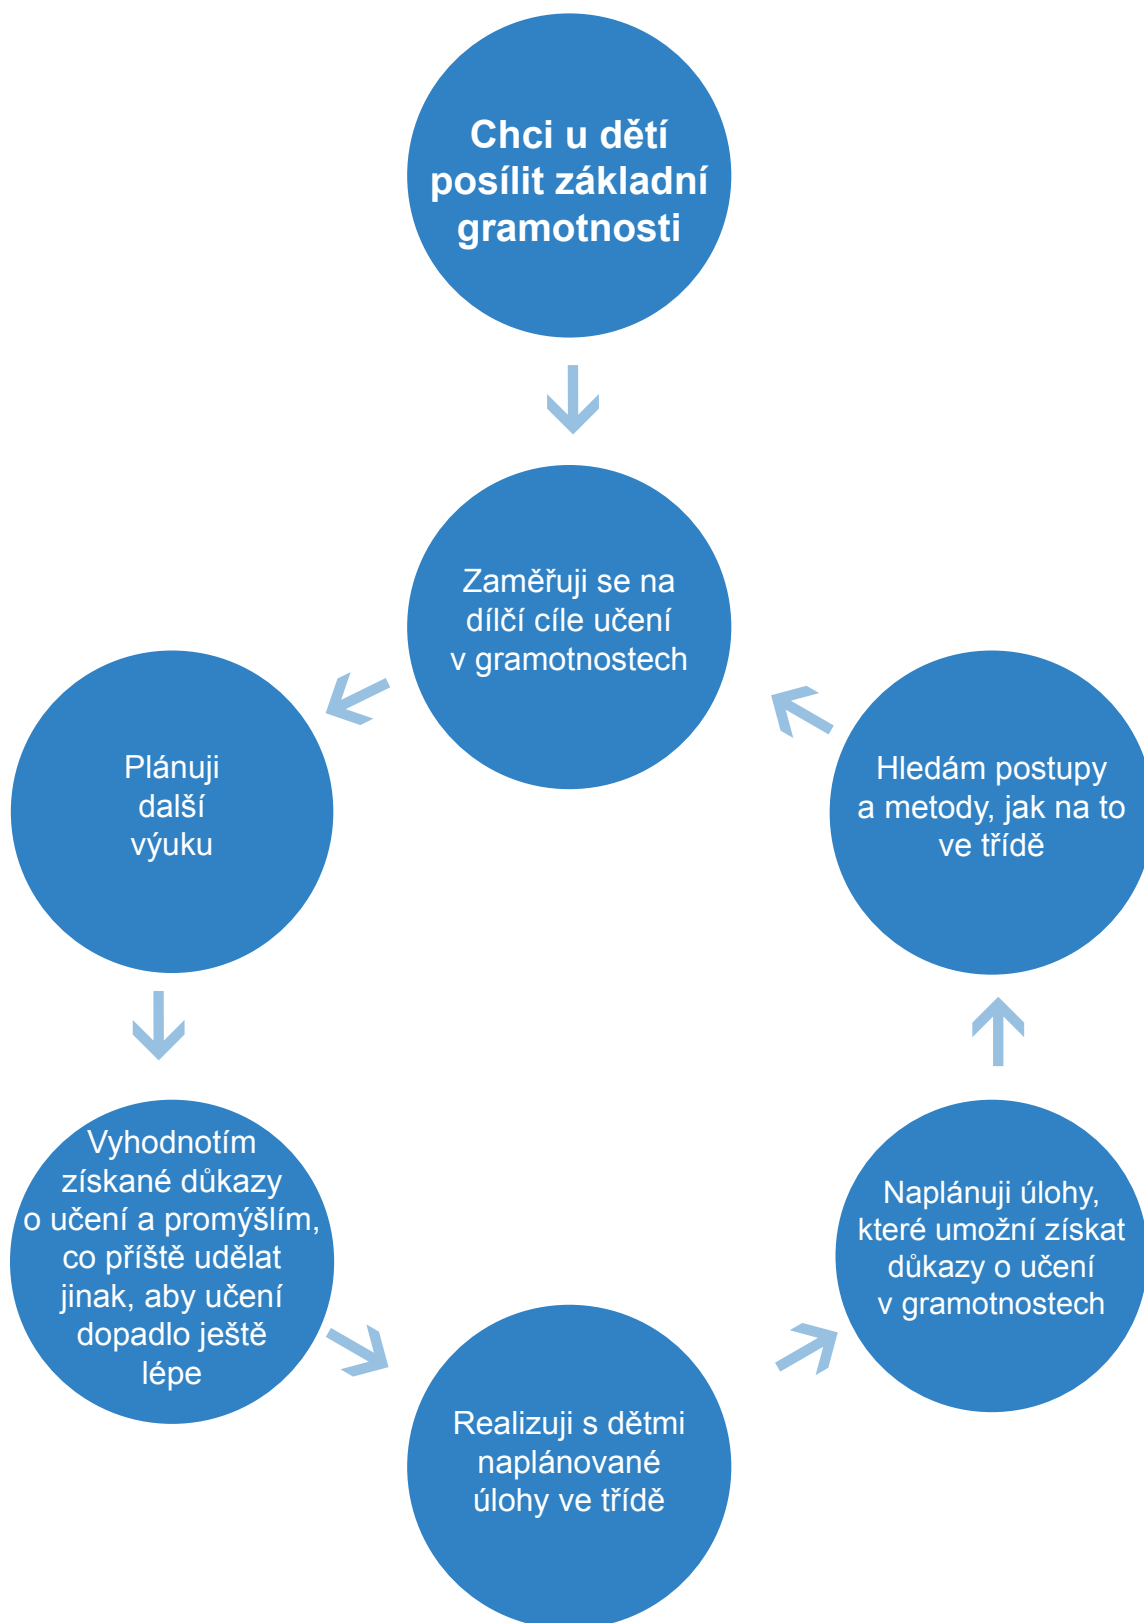 Chci u dětí
posílit základní
gramotnosti
Zaměřuji se na
dílčí cíle učení
v gramotnostech
Plánuji
další
výuku
Hledám postupy
a metody, jak na to
ve třídě
Vyhodnotím
získané důkazy
o učení a promýšlím,
co příště udělat
jinak, aby učení
dopadlo ještě
lépe
Naplánuji úlohy,
které umožní získat
důkazy o učení
v gramotnostech
Realizuji s dětmi
naplánované
úlohy ve třídě